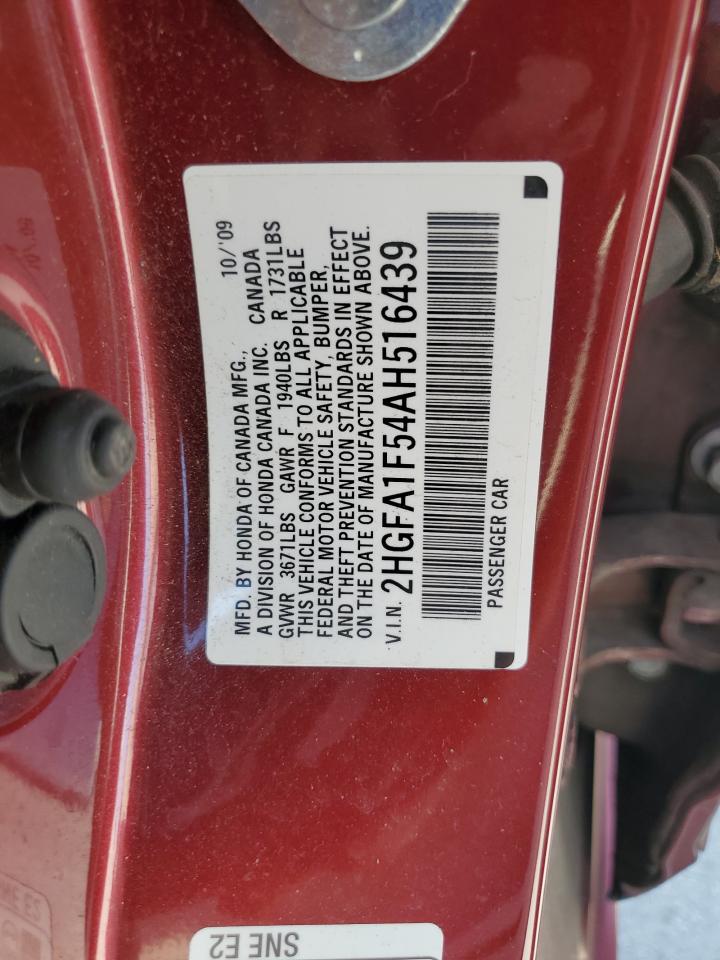 MFD. BY HONDA OF CANADA MFG., 10/'09
A DIVISION OF HONDA CANADA INC. CANADA
GVWR 3671LBS GAWR F 1940LBS R 1731LBS
THIS VEHICLE CONFORMS TO ALL APPLICABLE
FEDERAL MOTOR VEHICLE SAFETY, BUMPER,
AND THEFT PREVENTION STANDARDS IN EFFECT
ON THE DATE OF MANUFACTURE SHOWN ABOVE.
V.I.N. 2HGFA1F54AH516439
PASSENGER CAR
SNE E2